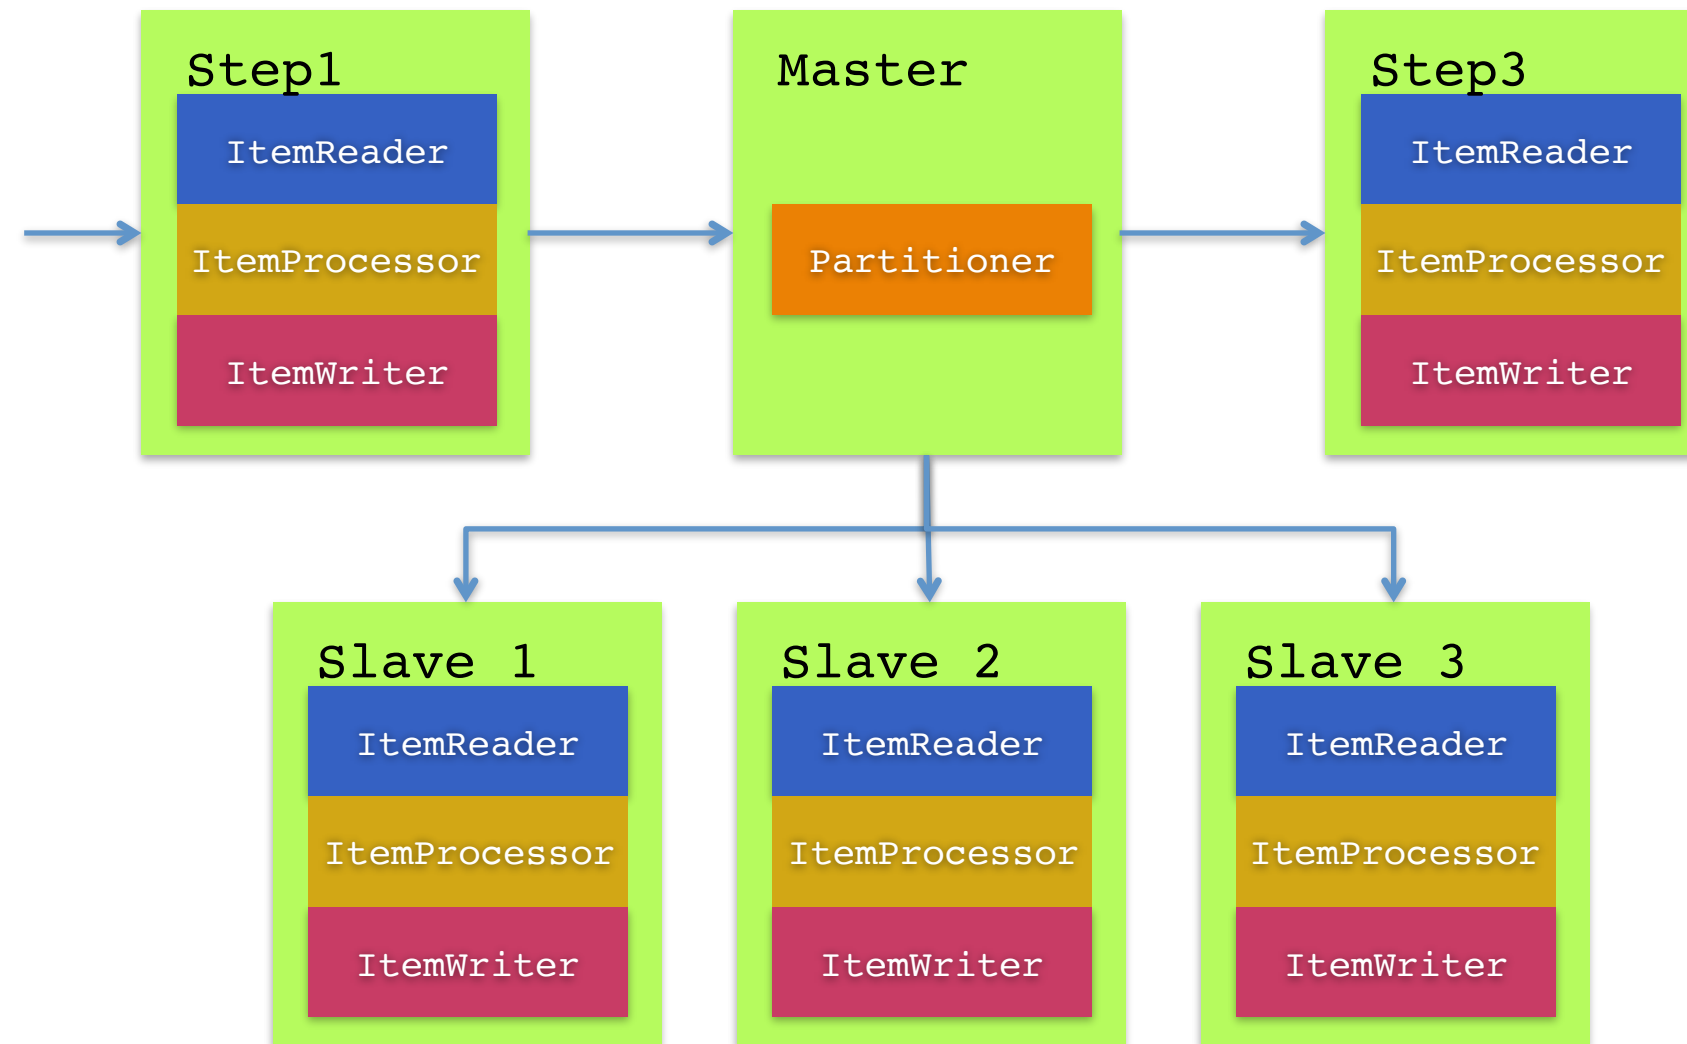 Step1
ItemReader
ItemProcessor
ItemWriter
Master
Partitioner
Step3
ItemReader
ItemProcessor
ItemWriter
Slave 1
ItemReader
ItemProcessor
ItemWriter
Slave 2
ItemReader
ItemProcessor
ItemWriter
Slave 3
ItemReader
ItemProcessor
ItemWriter